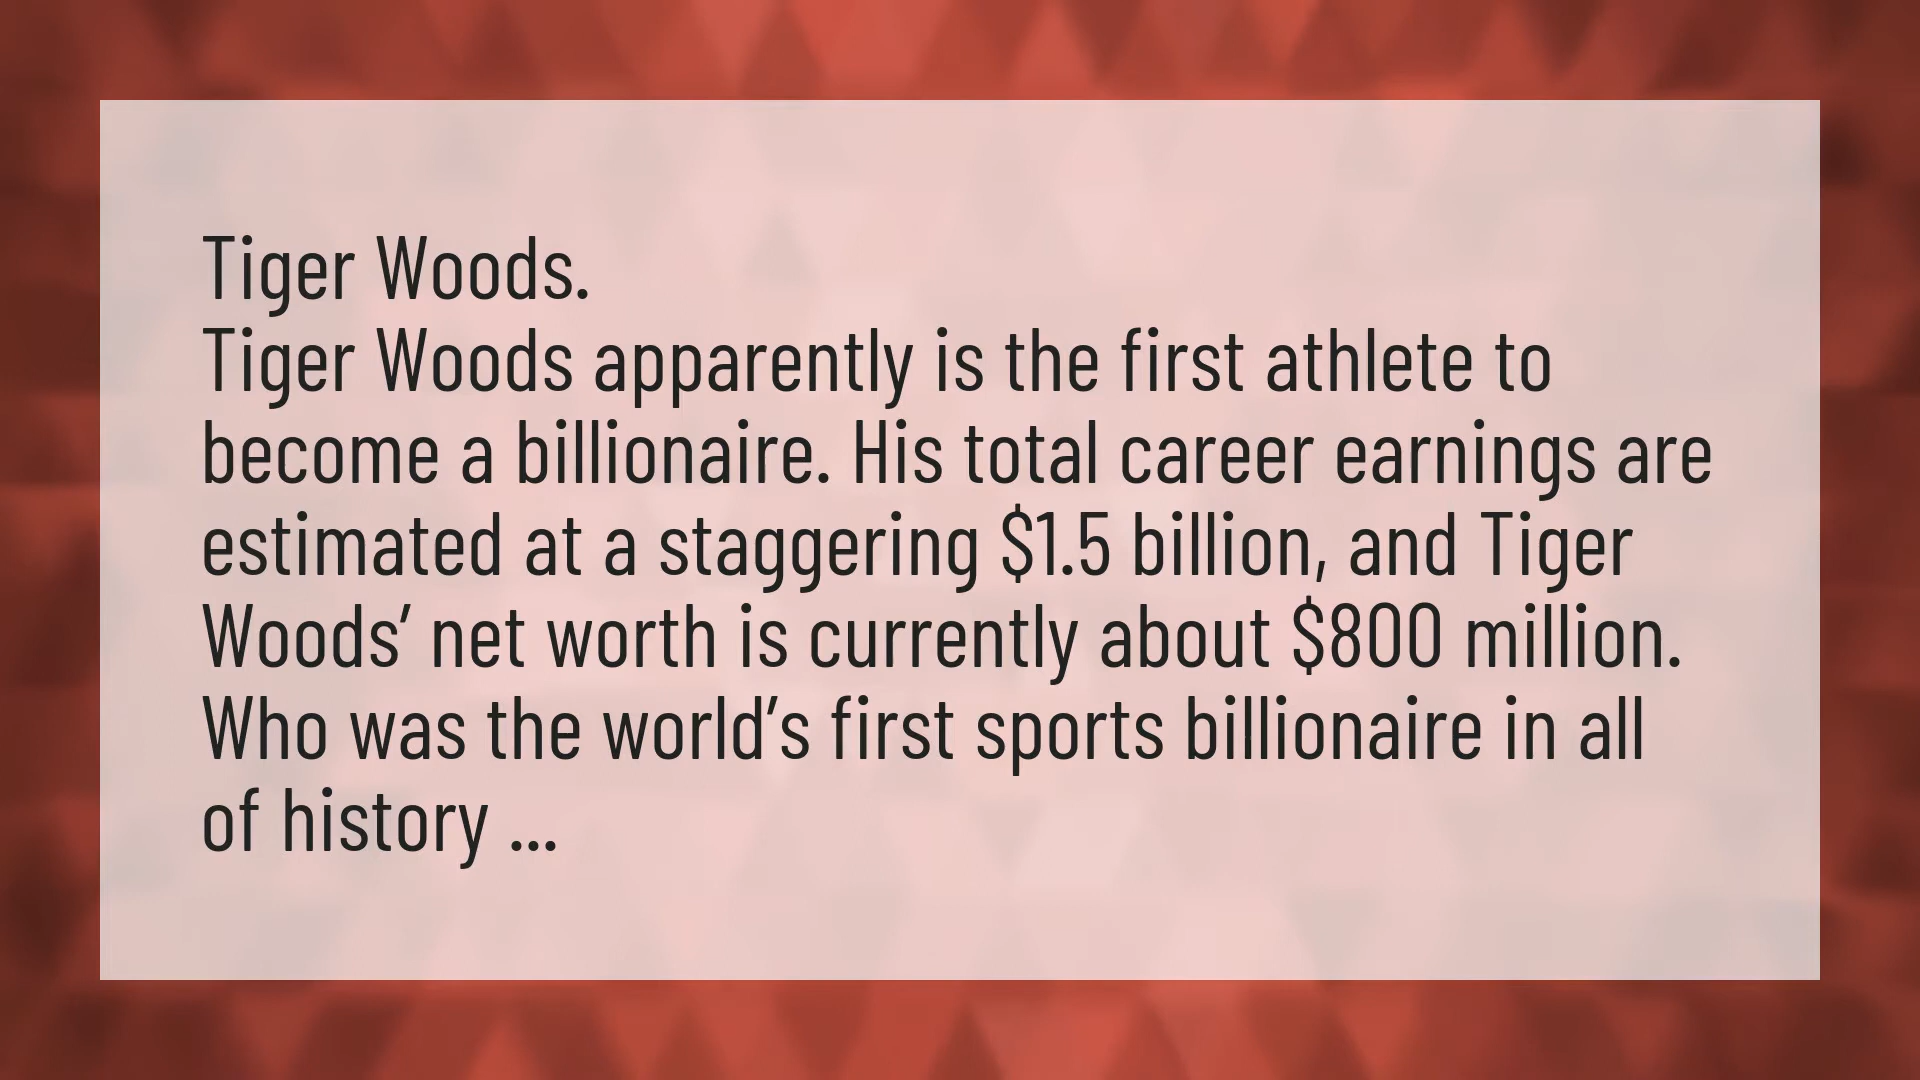 Tiger Woods.
Tiger Woods apparently is the first athlete to
become a billionaire. His total career earnings are
estimated at a staggering $1.5 billion, and Tiger
Woods’ net worth is currently about $800 million.
Who was the world’s first sports billionaire in all
of history ...